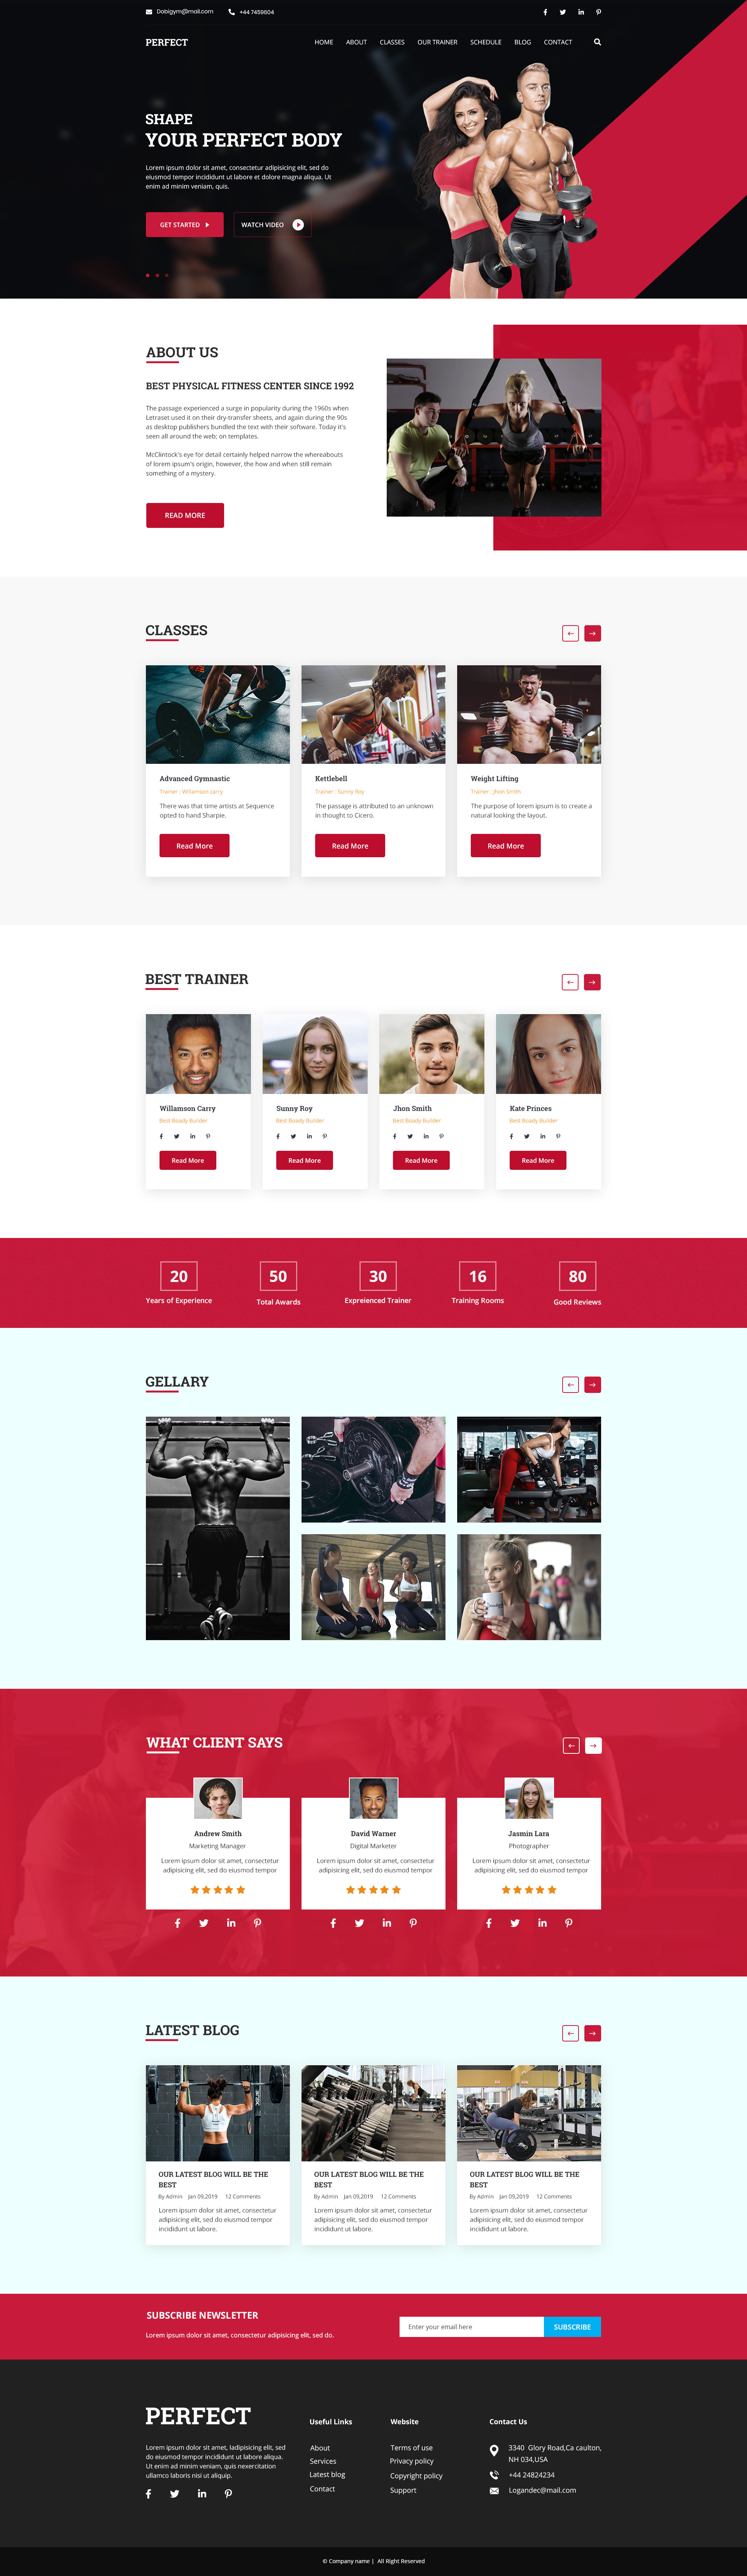 Dobigym@mail.com
+44 7459604
PERFECT
HOME ABOUT CLASSES OUR TRAINER SCHEDULE BLOG CONTACT
SHAPE
YOUR PERFECT BODY
Lorem ipsum dolor sit amet, consectetur adipisicing elit, sed do
eiusmod tempor incididunt ut labore et dolore magna aliqua. Ut
enim ad minim veniam, quis.
GET STARTED
WATCH VIDEO
ABOUT US
BEST PHYSICAL FITNESS CENTER SINCE 1992
The passage experienced a surge in popularity during the 1960s when
Letraset used it on their dry-transfer sheets, and again during the 90s
as desktop publishers bundled the text with their software. Today it's
seen all around the web; on templates.
McClintock's eye for detail certainly helped narrow the whereabouts
of lorem ipsum's origin, however, the how and when still remain
something of a mystery.
READ MORE
CLASSES
Advanced Gymnastic
Trainer : Willamson carry
There was that time artists at Sequence
opted to hand Sharpie.
Read More
Kettlebell
Trainer : Sunny Roy
The passage is attributed to an unknown
in thought to Cicero.
Read More
Weight Lifting
Trainer : Jhon Smith
The purpose of lorem ipsum is to create a
natural looking the layout.
Read More
BEST TRAINER
Willamson Carry
Best Boady Builder
Read More
Sunny Roy
Best Boady Builder
Read More
Jhon Smith
Best Boady Builder
Read More
Kate Princes
Best Boady Builder
Read More
20
Years of Experience
50
Total Awards
30
Expreienced Trainer
16
Training Rooms
80
Good Reviews
GELLARY
WHAT CLIENT SAYS
Andrew Smith
Marketing Manager
Lorem ipsum dolor sit amet, consectetur
adipisicing elit, sed do eiusmod tempor
David Warner
Digital Marketer
Lorem ipsum dolor sit amet, consectetur
adipisicing elit, sed do eiusmod tempor
Jasmin Lara
Photographer
Lorem ipsum dolor sit amet, consectetur
adipisicing elit, sed do eiusmod tempor
LATEST BLOG
OUR LATEST BLOG WILL BE THE
BEST
By Admin Jan 09,2019 12 Comments
Lorem ipsum dolor sit amet, consectetur
adipisicing elit, sed do eiusmod tempor
incididunt ut labore.
OUR LATEST BLOG WILL BE THE
BEST
By Admin Jan 09,2019 12 Comments
Lorem ipsum dolor sit amet, consectetur
adipisicing elit, sed do eiusmod tempor
incididunt ut labore.
OUR LATEST BLOG WILL BE THE
BEST
By Admin Jan 09,2019 12 Comments
Lorem ipsum dolor sit amet, consectetur
adipisicing elit, sed do eiusmod tempor
incididunt ut labore.
SUBSCRIBE NEWSLETTER
Lorem ipsum dolor sit amet, consectetur adipisicing elit, sed do.
Enter your email here
SUBSCRIBE
PERFECT
Lorem ipsum dolor sit amet, Iadipisicing elit, sed
do eiusmod tempor incididunt ut labore aliqua.
Ut enim ad minim veniam, quis nexercitation
ullamco laboris nisi ut aliquip.
Useful Links
About
Services
Latest blog
Contact
Website
Terms of use
Privacy policy
Copyright policy
Support
Contact Us
3340 Glory Road,Ca caulton,
NH 034,USA
+44 24824234
Logandec@mail.com
© Company name | All Right Reserved